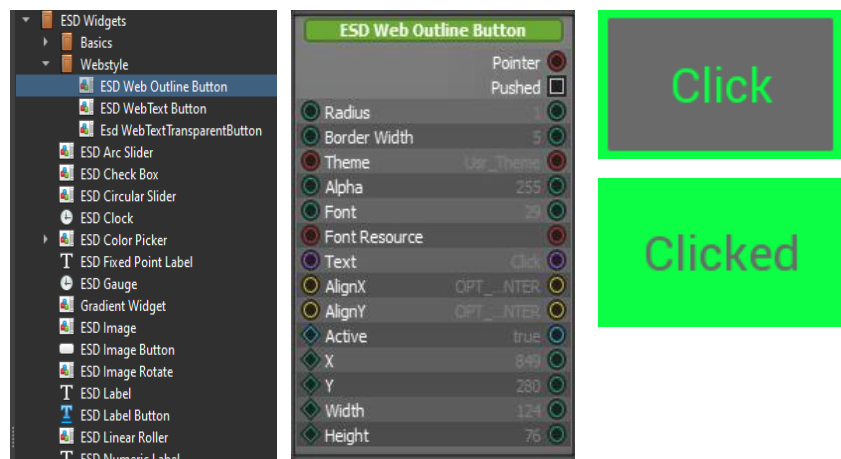 ESD Widgets
Basics
Webstyle
ESD Web Outline Button
ESD WebText Button
Esd WebTextTransparentButton
ESD Arc Slider
ESD Check Box
ESD Circular Slider
ESD Clock
ESD Color Picker
ESD Fixed Point Label
ESD Gauge
Gradient Widget
ESD Image
ESD Image Button
ESD Image Rotate
ESD Label
ESD Label Button
ESD Linear Roller
ESD Numeric Label
ESD Web Outline Button
Pointer
Pushed
Radius 1
Border Width 5
Theme Usr_Theme
Alpha 255
Font 29
Font Resource
Text Click
AlignX OPT_...NTER
AlignY OPT_...NTER
Active true
X 849
Y 280
Width 124
Height 76
Click
Clicked